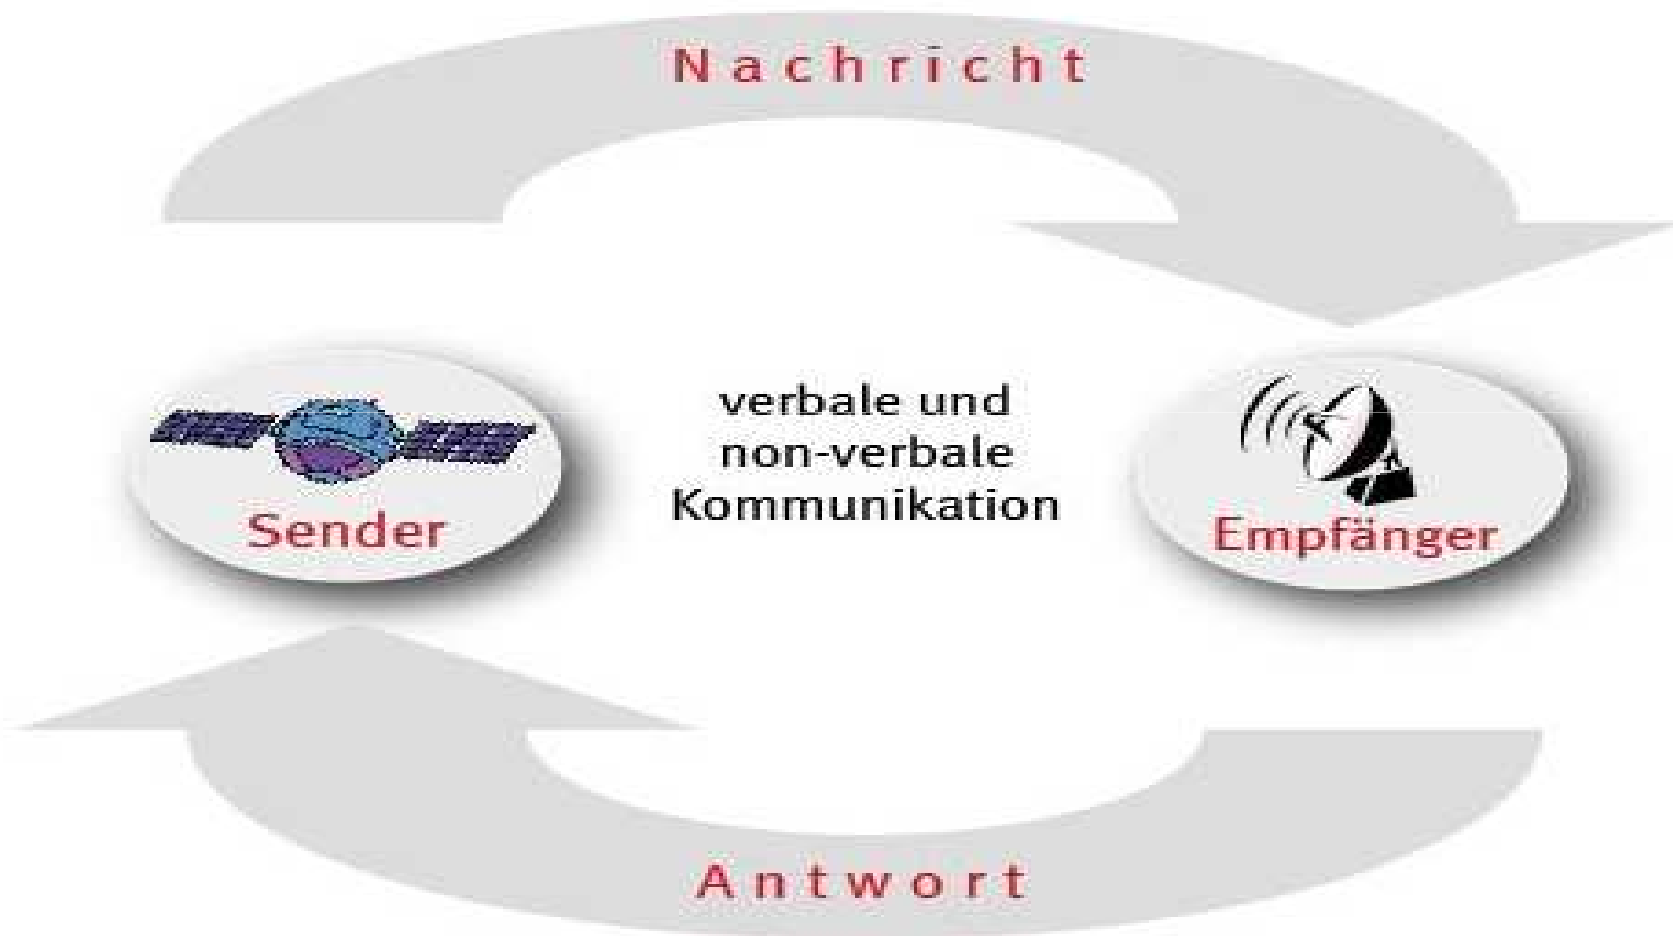 Nachricht
verbale und
non-verbale
Kommunikation
Sender
Empfänger
Antwort